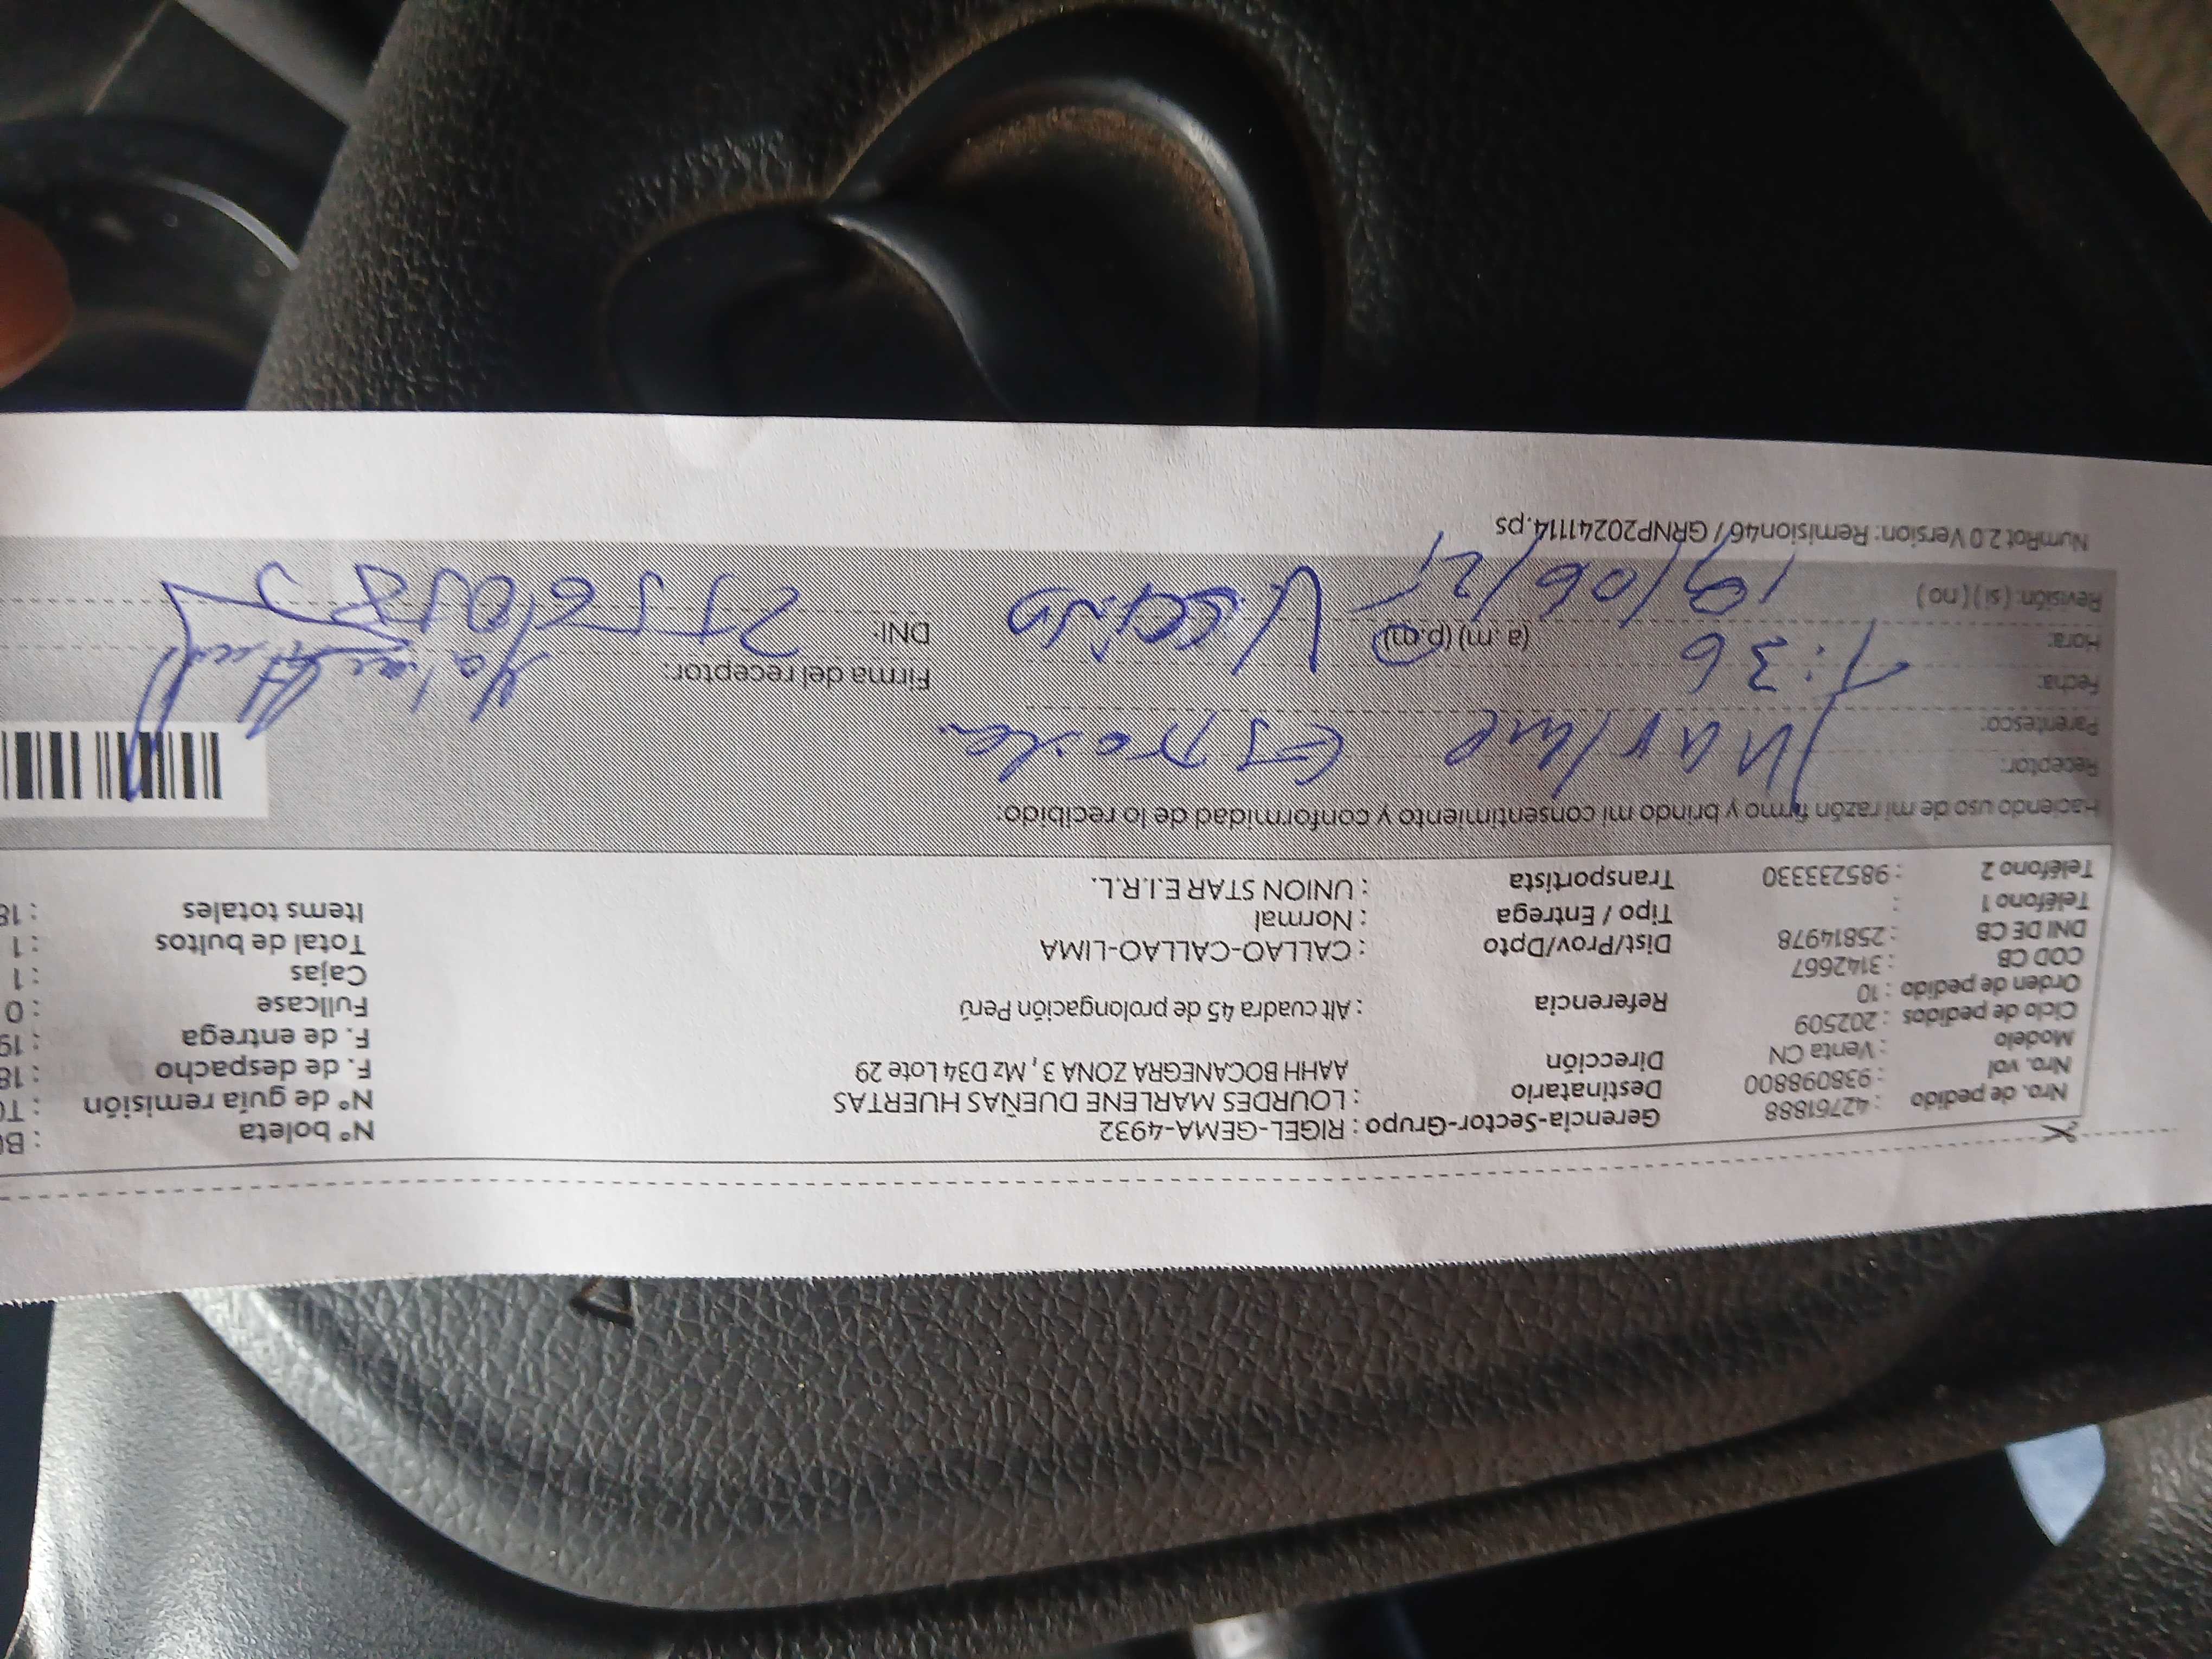 Nro. de pedido : 42761888
Nro. vol : 938098800
Modelo : Venta CN
Ciclo de pedidos : 202509
Orden de pedido : 10
COD CB : 3142667
DNI DE CB : 25814978
Teléfono 1 :
Teléfono 2 : 985233330
Gerencia-Sector-Grupo : RIGEL-GEMA-4932
Destinatario : LOURDES MARLENE DUEÑAS HUERTAS
Dirección AAHH BOCANEGRA ZONA 3, Mz D34 Lote 29
Referencia : Alt cuadra 45 de prolongación Perú
Dist/Prov/Dpto : CALLAO-CALLAO-LIMA
Tipo / Entrega : Normal
Transportista : UNION STAR E.I.R.L.
Nº boleta :
Nº de guía remisión :
F. de despacho : 18
F. de entrega : 19
Fullcase : 0
Cajas : 1
Total de bultos : 1
Items totales : 18
Haciendo uso de mi razón firmo y brindo mi consentimiento y conformidad de lo recibido:
Receptor:
Parentesco:
Fecha:
Hora: 1:36 (a. m) (p.m)
Revisión: ( si ) ( no )
Firma del receptor:
DNI:
NumRot 2.0 Version: Remision46 / GRNP20241114.ps